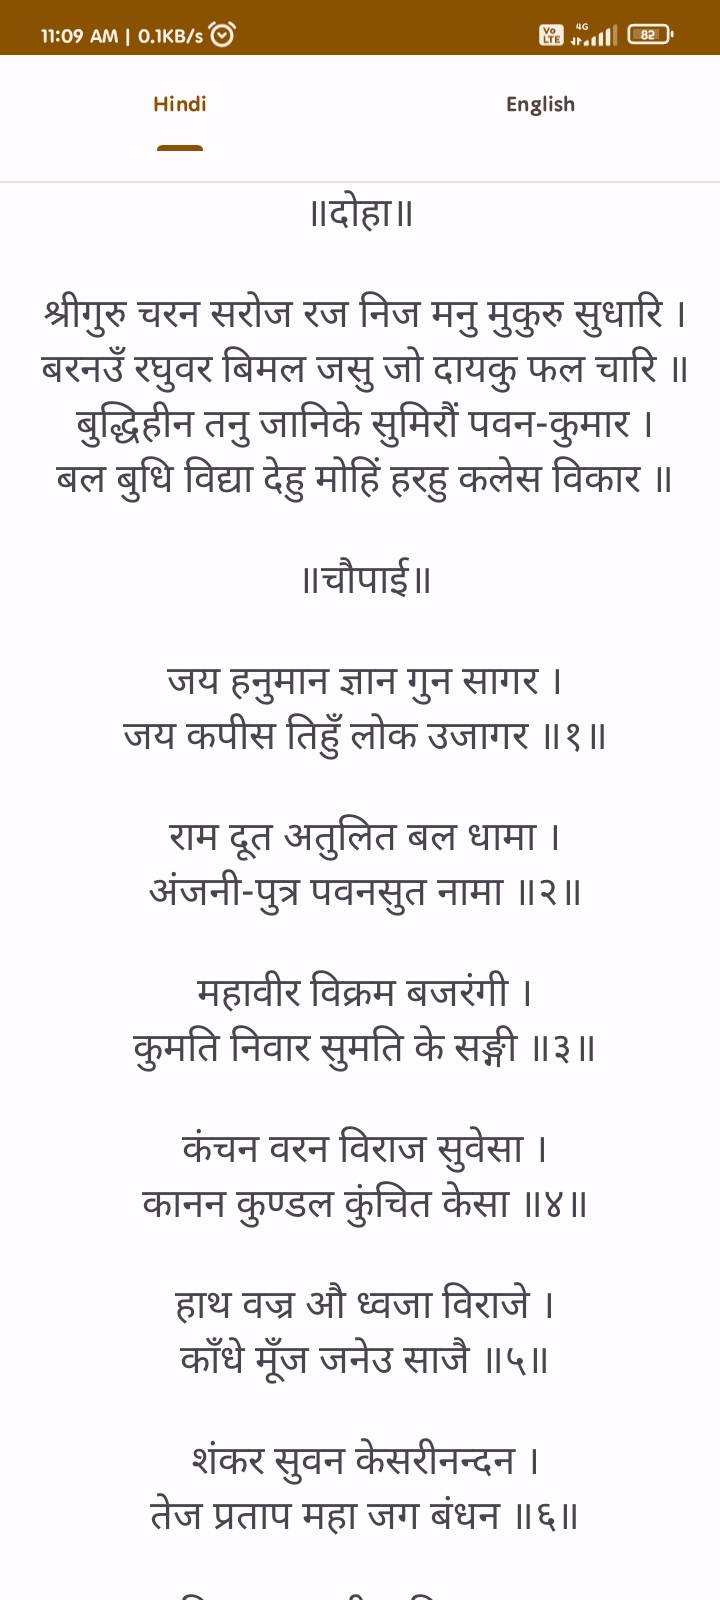 11:09 AM | 0.1KB/s
Vo LTE 4G 82
Hindi
English
॥दोहा॥
श्रीगुरु चरन सरोज रज निज मनु मुकुरु सुधारि ।
बरनउँ रघुवर बिमल जसु जो दायकु फल चारि ॥
बुद्धिहीन तनु जानिके सुमिरौं पवन-कुमार ।
बल बुधि विद्या देहु मोहिं हरहु कलेस विकार ॥
॥चौपाई॥
जय हनुमान ज्ञान गुन सागर ।
जय कपीस तिहुँ लोक उजागर ॥१॥
राम दूत अतुलित बल धामा ।
अंजनी-पुत्र पवनसुत नामा ॥२॥
महावीर विक्रम बजरंगी ।
कुमति निवार सुमति के सङ्गी ॥३॥
कंचन वरन विराज सुवेसा ।
कानन कुण्डल कुंचित केसा ॥४॥
हाथ वज्र औ ध्वजा विराजे ।
काँधे मूँज जनेउ साजै ॥५॥
शंकर सुवन केसरीनन्दन ।
तेज प्रताप महा जग बंधन ॥६॥